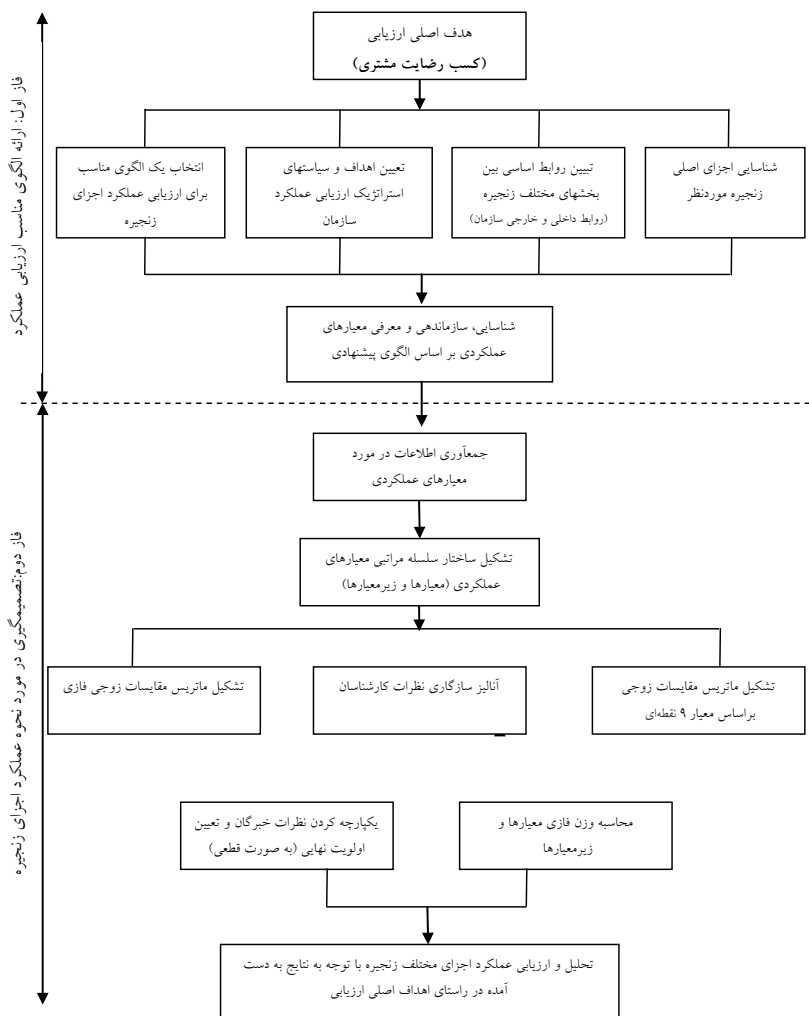 هدف اصلی ارزیابی
(کسب رضایت مشتری)
شناسایی اجزای اصلی
زنجیره موردنظر
تبیین روابط اساسی بین
بخشهای مختلف زنجیره
(روابط داخلی و خارجی سازمان)
تعیین اهداف و سیاستهای
استراتژیک ارزیابی عملکرد
سازمان
انتخاب یک الگوی مناسب
برای ارزیابی عملکرد اجزای
زنجیره
شناسایی، سازماندهی و معرفی معیارهای
عملکردی بر اساس الگوی پیشنهادی
فاز اول: ارائه الگوی مناسب ارزیابی عملکرد
جمعآوری اطلاعات در مورد
معیارهای عملکردی
تشکیل ساختار سلسله مراتبی معیارهای
عملکردی (معیارها و زیرمعیارها)
تشکیل ماتریس مقایسات زوجی
براساس معیار ۹ نقطهای
آنالیز سازگاری نظرات کارشناسان
تشکیل ماتریس مقایسات زوجی فازی
محاسبه وزن فازی معیارها و
زیرمعیارها
یکپارچه کردن نظرات خبرگان و تعیین
اولویت نهایی (به صورت قطعی)
تحلیل و ارزیابی عملکرد اجزای مختلف زنجیره با توجه به نتایج به دست
آمده در راستای اهداف اصلی ارزیابی
فاز دوم:تصمیمگیری در مورد نحوه عملکرد اجزای زنجیره